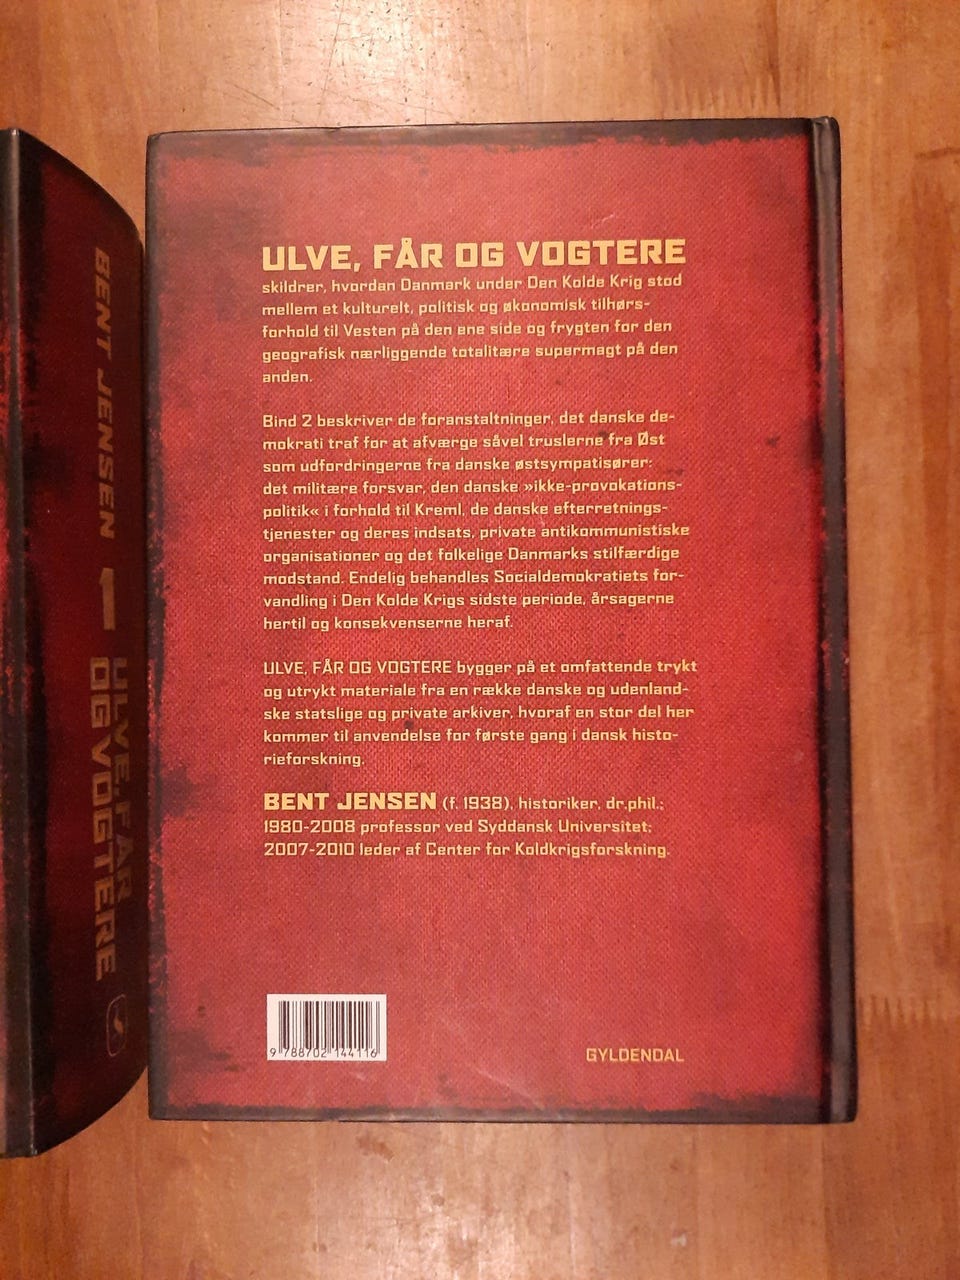 BENT JENSEN 1 ULVE, FÅR
OG VOGTERE
ULVE, FÅR OG VOGTERE
skildrer, hvordan Danmark under Den Kolde Krig stod
mellem et kulturelt, politisk og økonomisk tilhørs-
forhold til Vesten på den ene side og frygten for den
geografisk nærliggende totalitære supermagt på den
anden.
Bind 2 beskriver de foranstaltninger, det danske de-
mokrati traf for at afværge såvel truslerne fra Øst
som udfordringerne fra danske østsympatisører:
det militære forsvar, den danske »ikke-provokations-
politik« i forhold til Kreml, de danske efterretnings-
tjenester og deres indsats, private antikommunistiske
organisationer og det folkelige Danmarks stilfærdige
modstand. Endelig behandles Socialdemokratiets for-
vandling i Den Kolde Krigs sidste periode, årsagerne
hertil og konsekvenserne heraf.
ULVE, FÅR OG VOGTERE bygger på et omfattende trykt
og utrykt materiale fra en række danske og udenland-
ske statslige og private arkiver, hvoraf en stor del her
kommer til anvendelse for første gang i dansk histo-
rieforskning.
BENT JENSEN (f. 1938), historiker, dr.phil.;
1980-2008 professor ved Syddansk Universitet;
2007-2010 leder af Center for Koldkrigsforskning.
9 788702 144116
GYLDENDAL